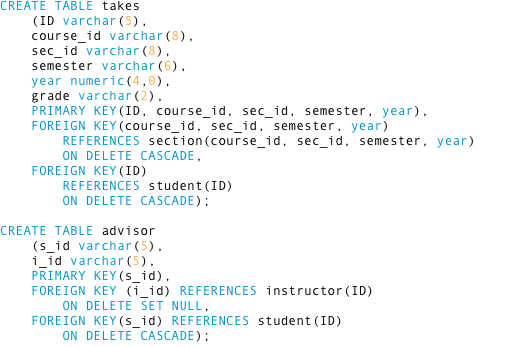 CREATE TABLE takes
(ID varchar(5),
course_id varchar(8),
sec_id varchar(8),
semester varchar(6),
year numeric(4,0),
grade varchar(2),
PRIMARY KEY(ID, course_id, sec_id, semester, year),
FOREIGN KEY(course_id, sec_id, semester, year)
REFERENCES section(course_id, sec_id, semester, year)
ON DELETE CASCADE,
FOREIGN KEY(ID)
REFERENCES student(ID)
ON DELETE CASCADE);
CREATE TABLE advisor
(s_id varchar(5),
i_id varchar(5),
PRIMARY KEY(s_id),
FOREIGN KEY (i_id) REFERENCES instructor(ID)
ON DELETE SET NULL,
FOREIGN KEY(s_id) REFERENCES student(ID)
ON DELETE CASCADE);